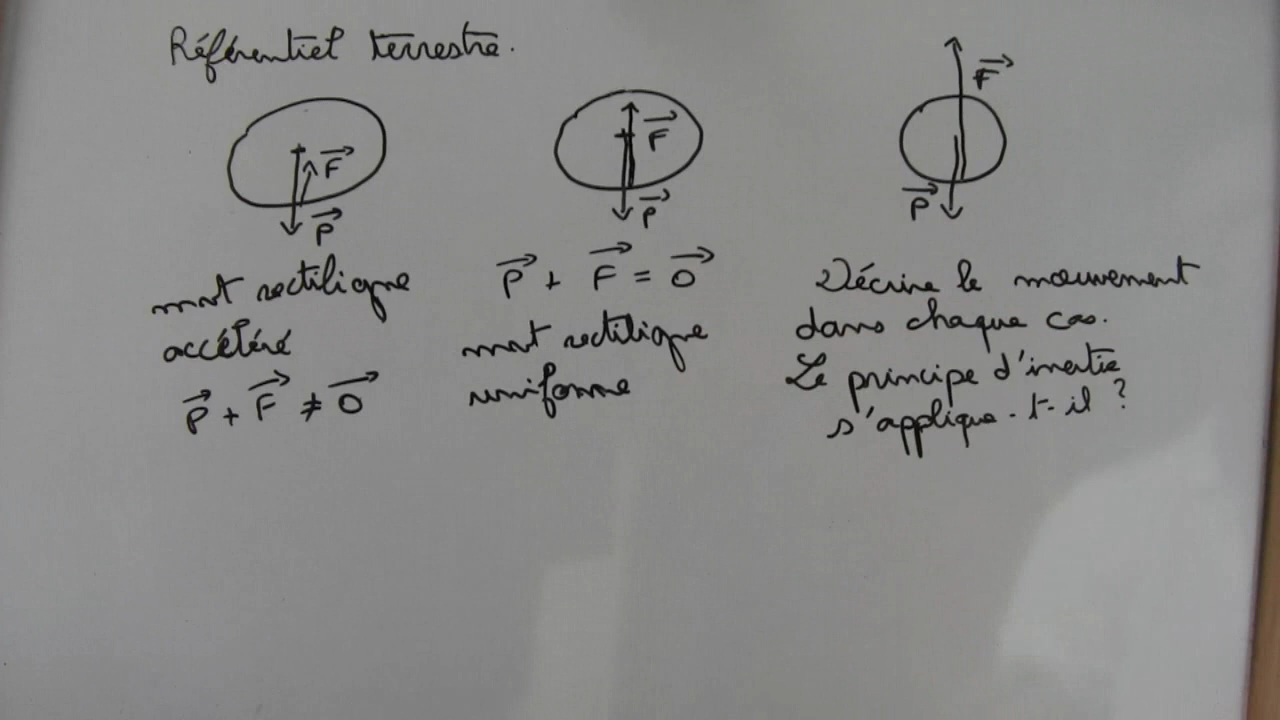 Référentiel terrestre.
F
F
F
P
P
P
mvt rectiligne
accéléré
P + F ≠ 0
P + F = 0
mvt rectiligne
uniforme
Décrire le mouvement
dans chaque cas.
Le principe d'inertie
s'applique-t-il ?